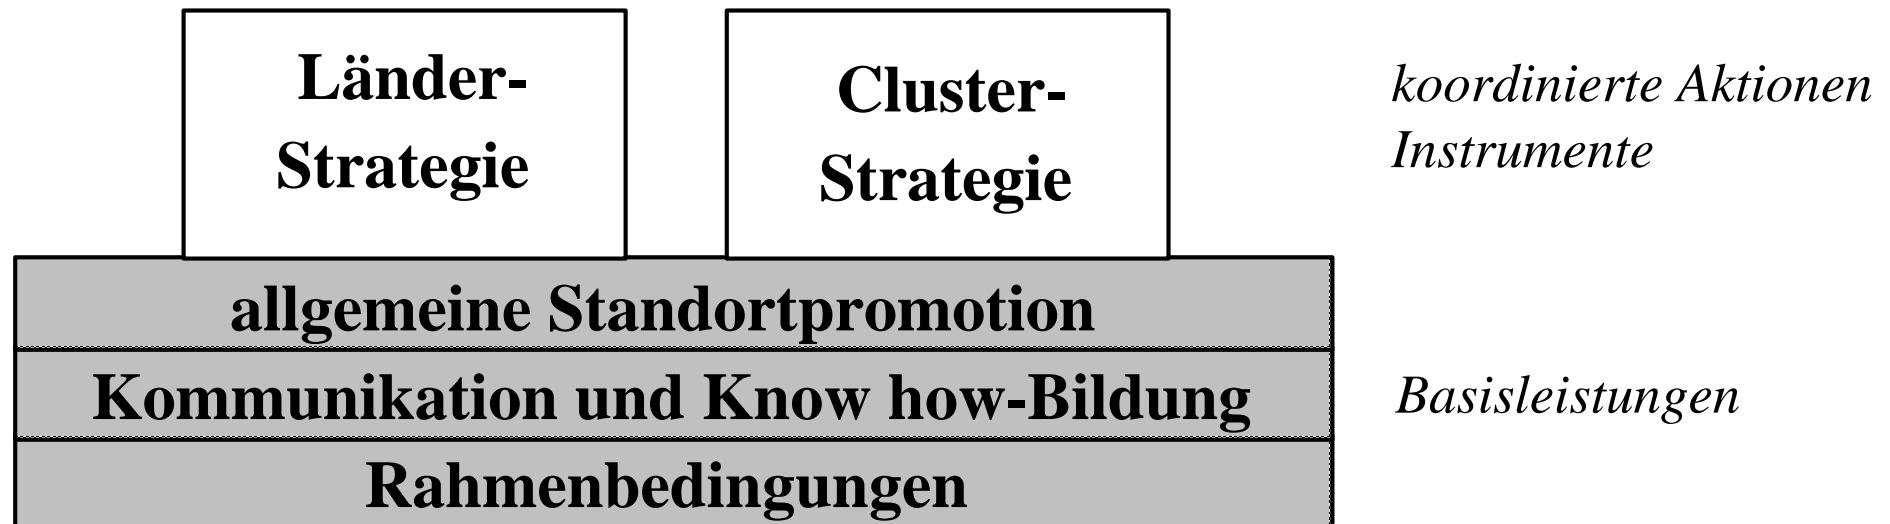 Länder-
Strategie
Cluster-
Strategie
koordinierte Aktionen
Instrumente
allgemeine Standortpromotion
Kommunikation und Know how-Bildung
Basisleistungen
Rahmenbedingungen